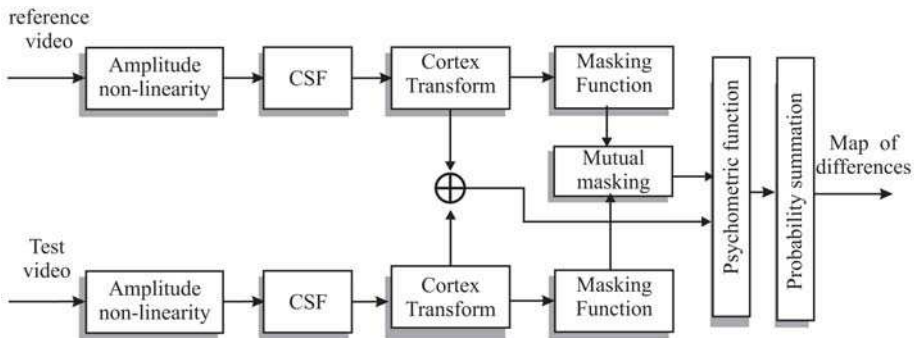 reference
video
Amplitude
non-linearity
CSF
Cortex
Transform
Masking
Function
Mutual
masking
Psychometric function
Probability summation
Map of
differences
Test
video
Amplitude
non-linearity
CSF
Cortex
Transform
Masking
Function